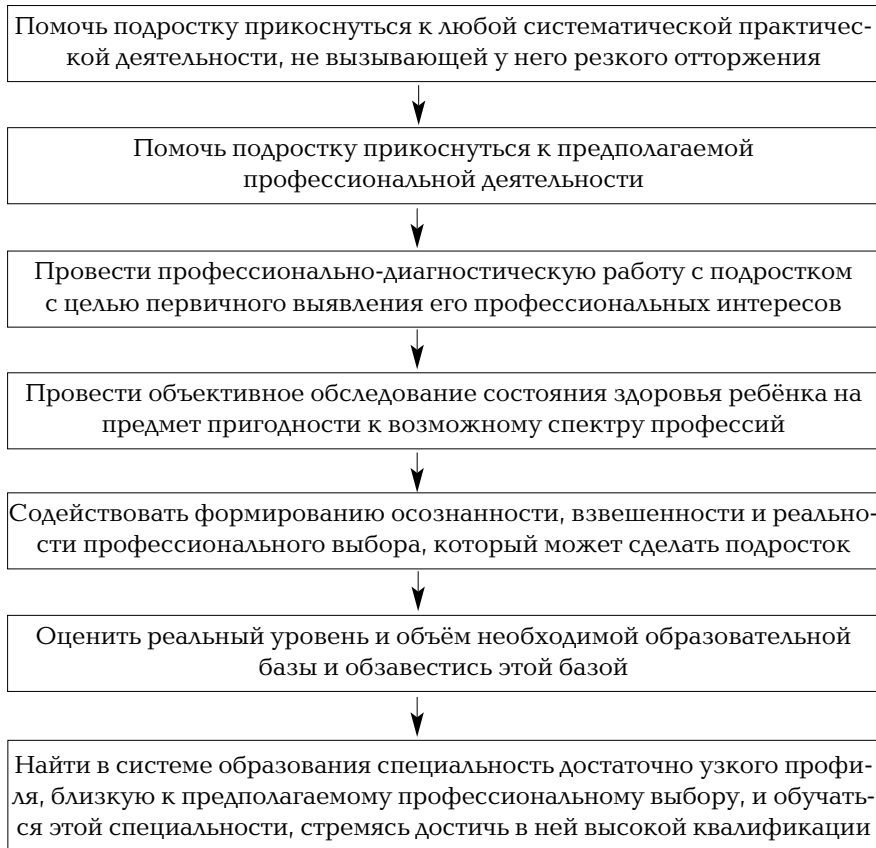 Помочь подростку прикоснуться к любой систематической практичес-
кой деятельности, не вызывающей у него резкого отторжения
Помочь подростку прикоснуться к предполагаемой
профессиональной деятельности
Провести профессионально-диагностическую работу с подростком
с целью первичного выявления его профессиональных интересов
Провести объективное обследование состояния здоровья ребёнка на
предмет пригодности к возможному спектру профессий
Содействовать формированию осознанности, взвешенности и реально-
сти профессионального выбора, который может сделать подросток
Оценить реальный уровень и объём необходимой образовательной
базы и обзавестись этой базой
Найти в системе образования специальность достаточно узкого профи-
ля, близкую к предполагаемому профессиональному выбору, и обучать-
ся этой специальности, стремясь достичь в ней высокой квалификации